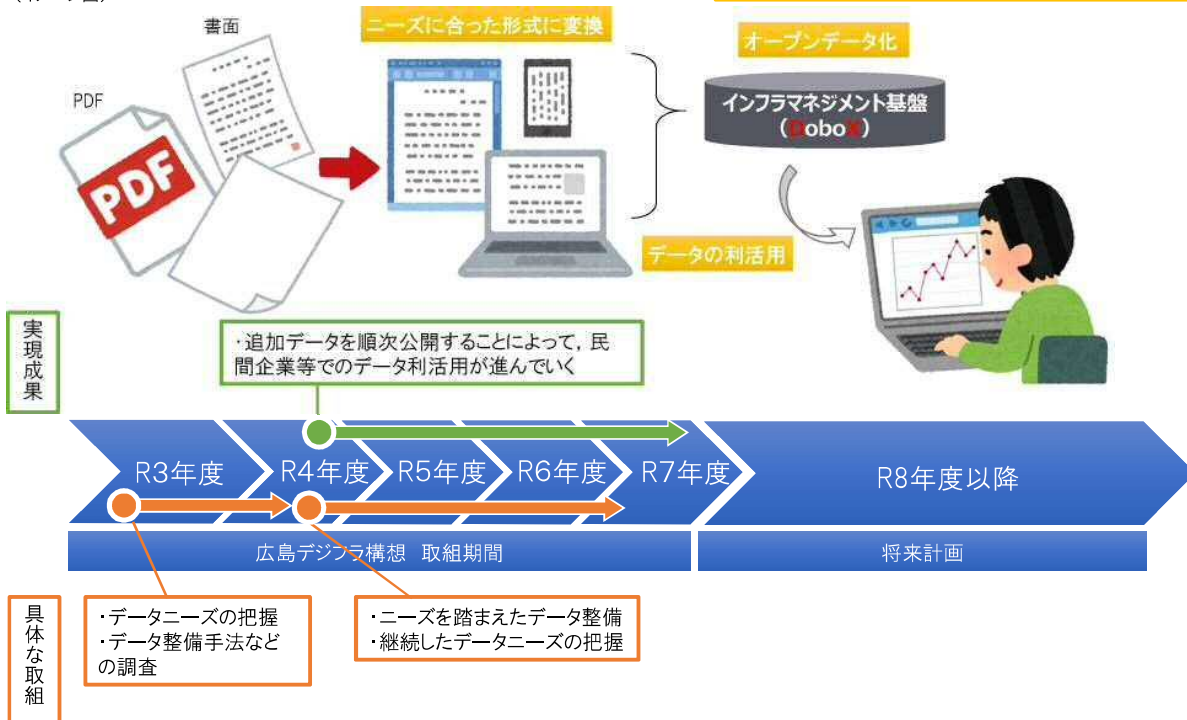 書面
ニーズに合った形式に変換
オープンデータ化
PDF
PDF
インフラマネジメント基盤
(DoboX)
データの利活用
実現成果
・追加データを順次公開することによって，民
間企業等でのデータ利活用が進んでいく
R3年度
R4年度
R5年度
R6年度
R7年度
R8年度以降
広島デジフラ構想　取組期間
将来計画
具体な取組
・データニーズの把握
・データ整備手法など
の調査
・ニーズを踏まえたデータ整備
・継続したデータニーズの把握